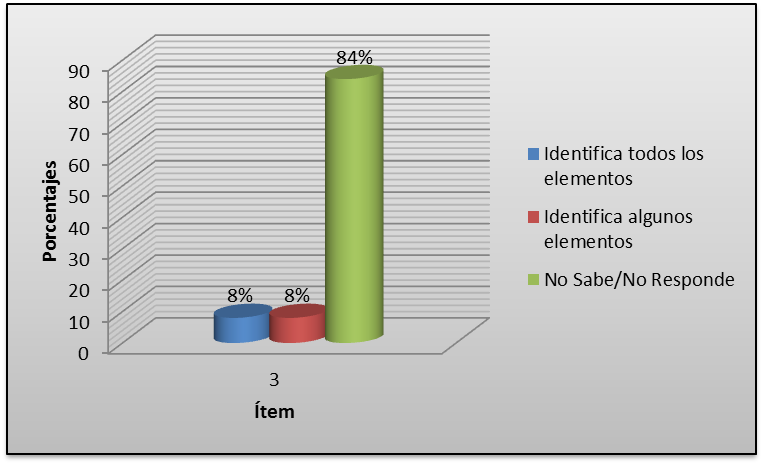 84%
90
80
70
60
50
40
30
20
10
0
8%
8%
3
Porcentajes
Ítem
Identifica todos los
elementos
Identifica algunos
elementos
No Sabe/No Responde